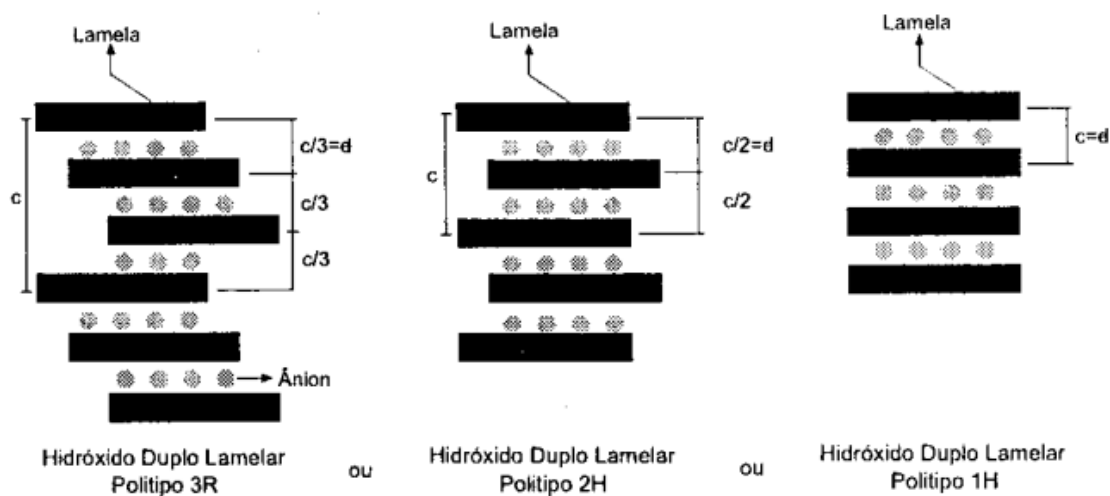 Lamela
c
c/3=d
c/3
c/3
Ânion
Hidróxido Duplo Lamelar
Politipo 3R
ou
Lamela
c
c/2=d
c/2
Hidróxido Duplo Lamelar
Politipo 2H
ou
Lamela
c=d
Hidróxido Duplo Lamelar
Politipo 1H